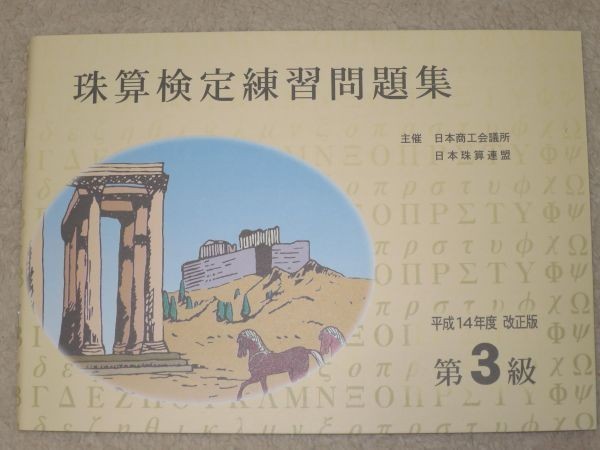 珠算検定練習問題集
主催 日本商工会議所
日本珠算連盟
平成14年度 改正版
第3級